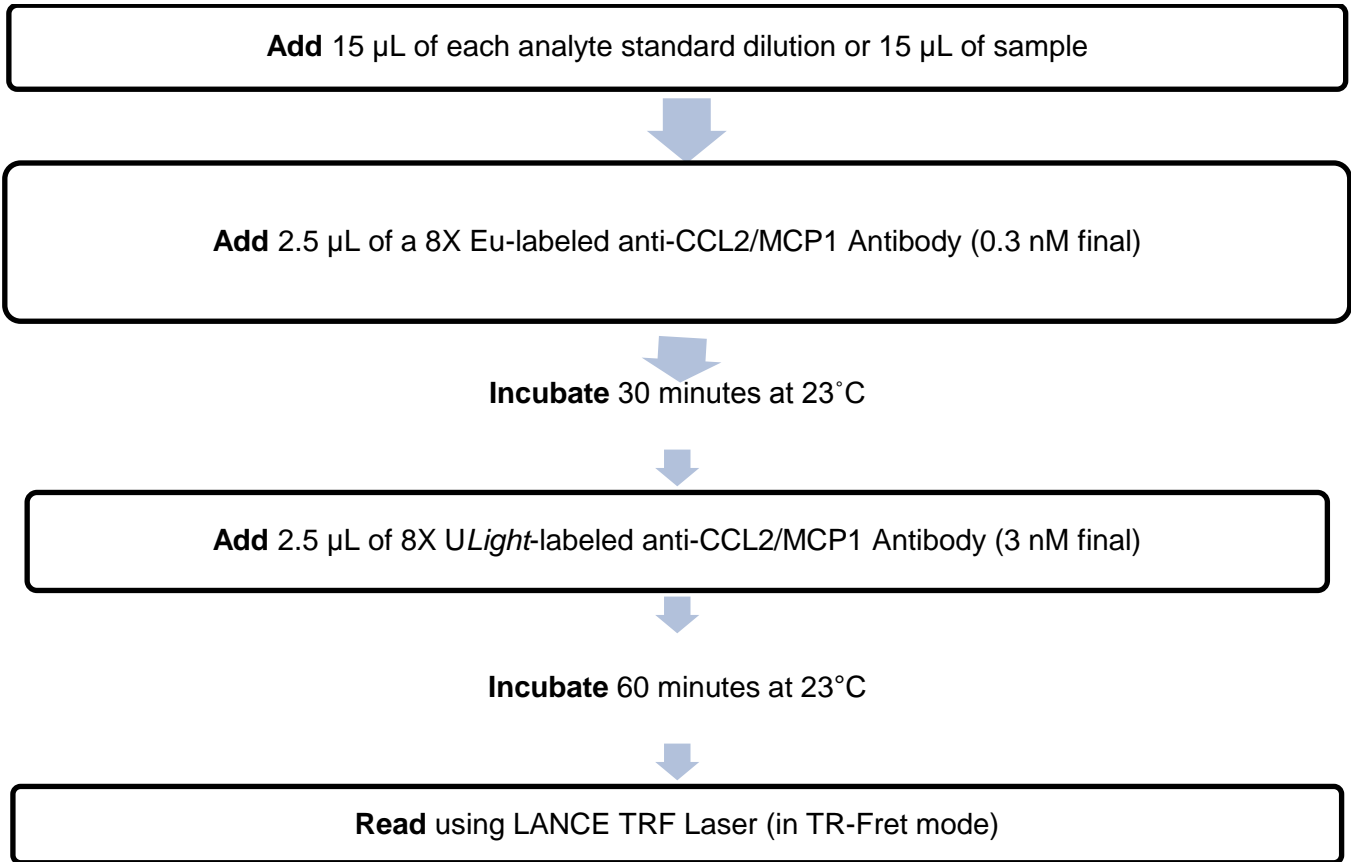 Add 15 µL of each analyte standard dilution or 15 µL of sample
Add 2.5 µL of a 8X Eu-labeled anti-CCL2/MCP1 Antibody (0.3 nM final)
Incubate 30 minutes at 23˚C
Add 2.5 µL of 8X ULight-labeled anti-CCL2/MCP1 Antibody (3 nM final)
Incubate 60 minutes at 23°C
Read using LANCE TRF Laser (in TR-Fret mode)